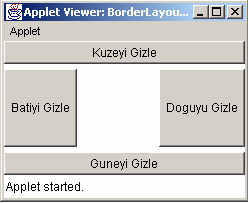 Applet Viewer: BorderLayou...
Applet
Kuzeyi Gizle
Batiyi Gizle
Doguyu Gizle
Guneyi Gizle
Applet started.